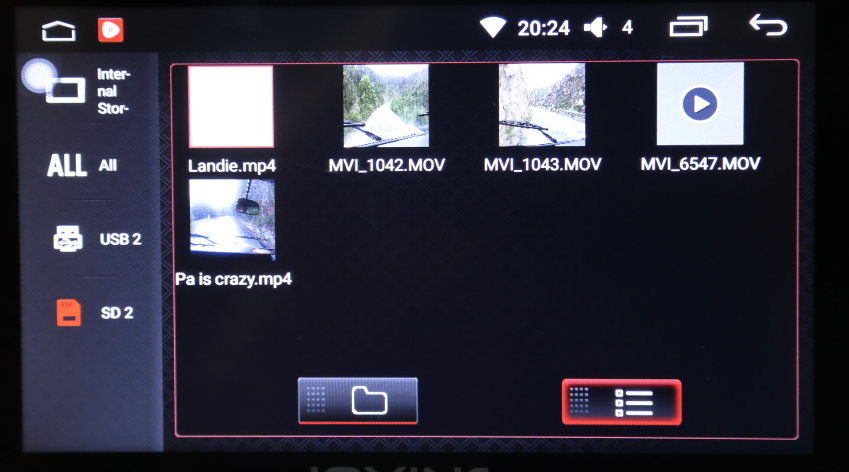 20:24 4
Inter-
nal
Stor-
ALL All
USB 2
SD 2
Landie.mp4 MVI_1042.MOV MVI_1043.MOV MVI_6547.MOV
Pa is crazy.mp4